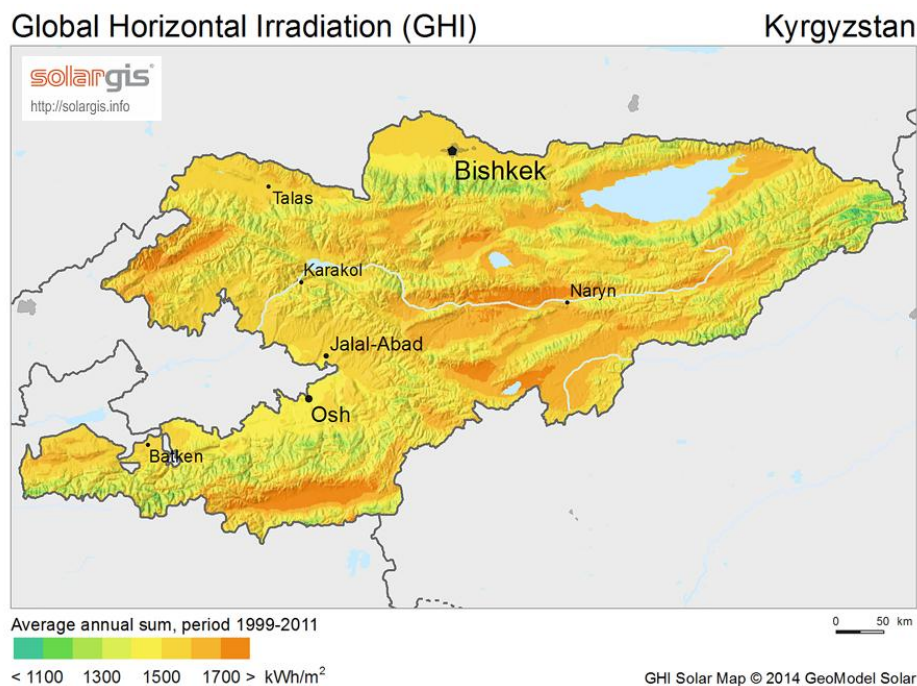 Global Horizontal Irradiation (GHI) Kyrgyzstan
solargis
http://solargis.info
Bishkek
Talas
Karakol
Naryn
Jalal-Abad
Osh
Batken
Average annual sum, period 1999-2011
0 50 km
< 1100 1300 1500 1700 > kWh/m²
GHI Solar Map © 2014 GeoModel Solar